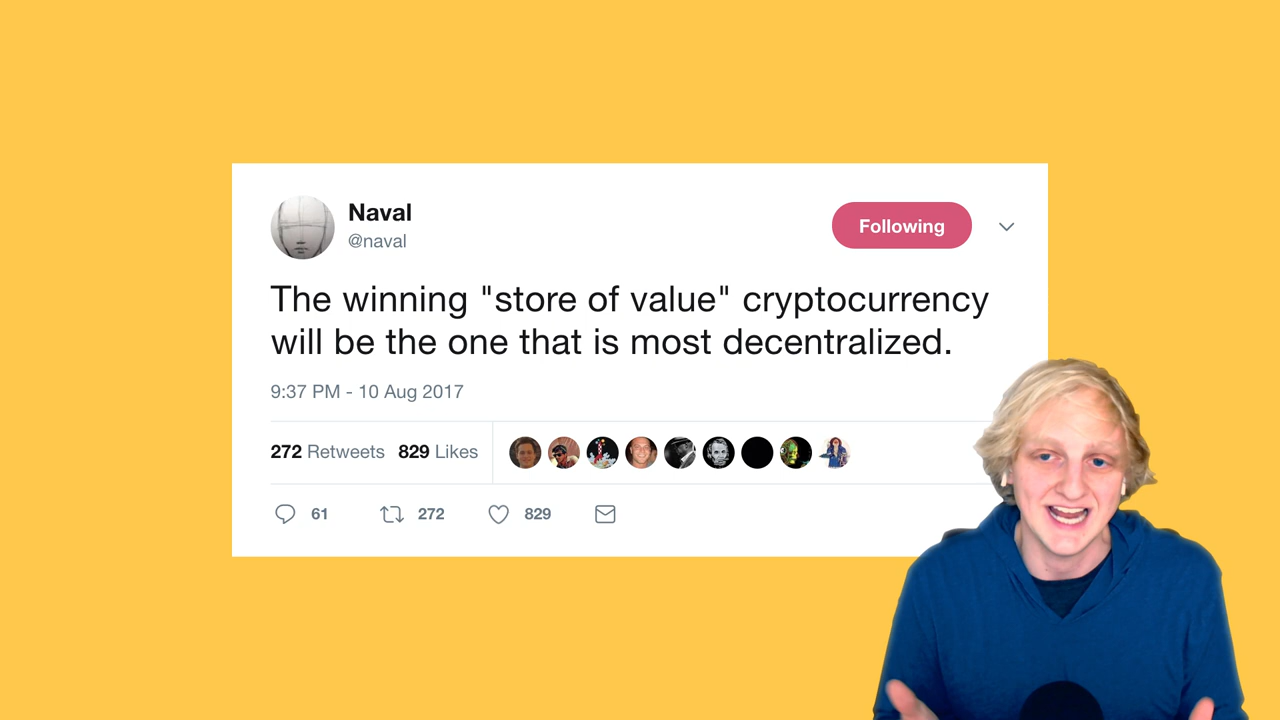 Naval
@naval
Following
The winning "store of value" cryptocurrency
will be the one that is most decentralized.
9:37 PM - 10 Aug 2017
272 Retweets 829 Likes
61 272 829